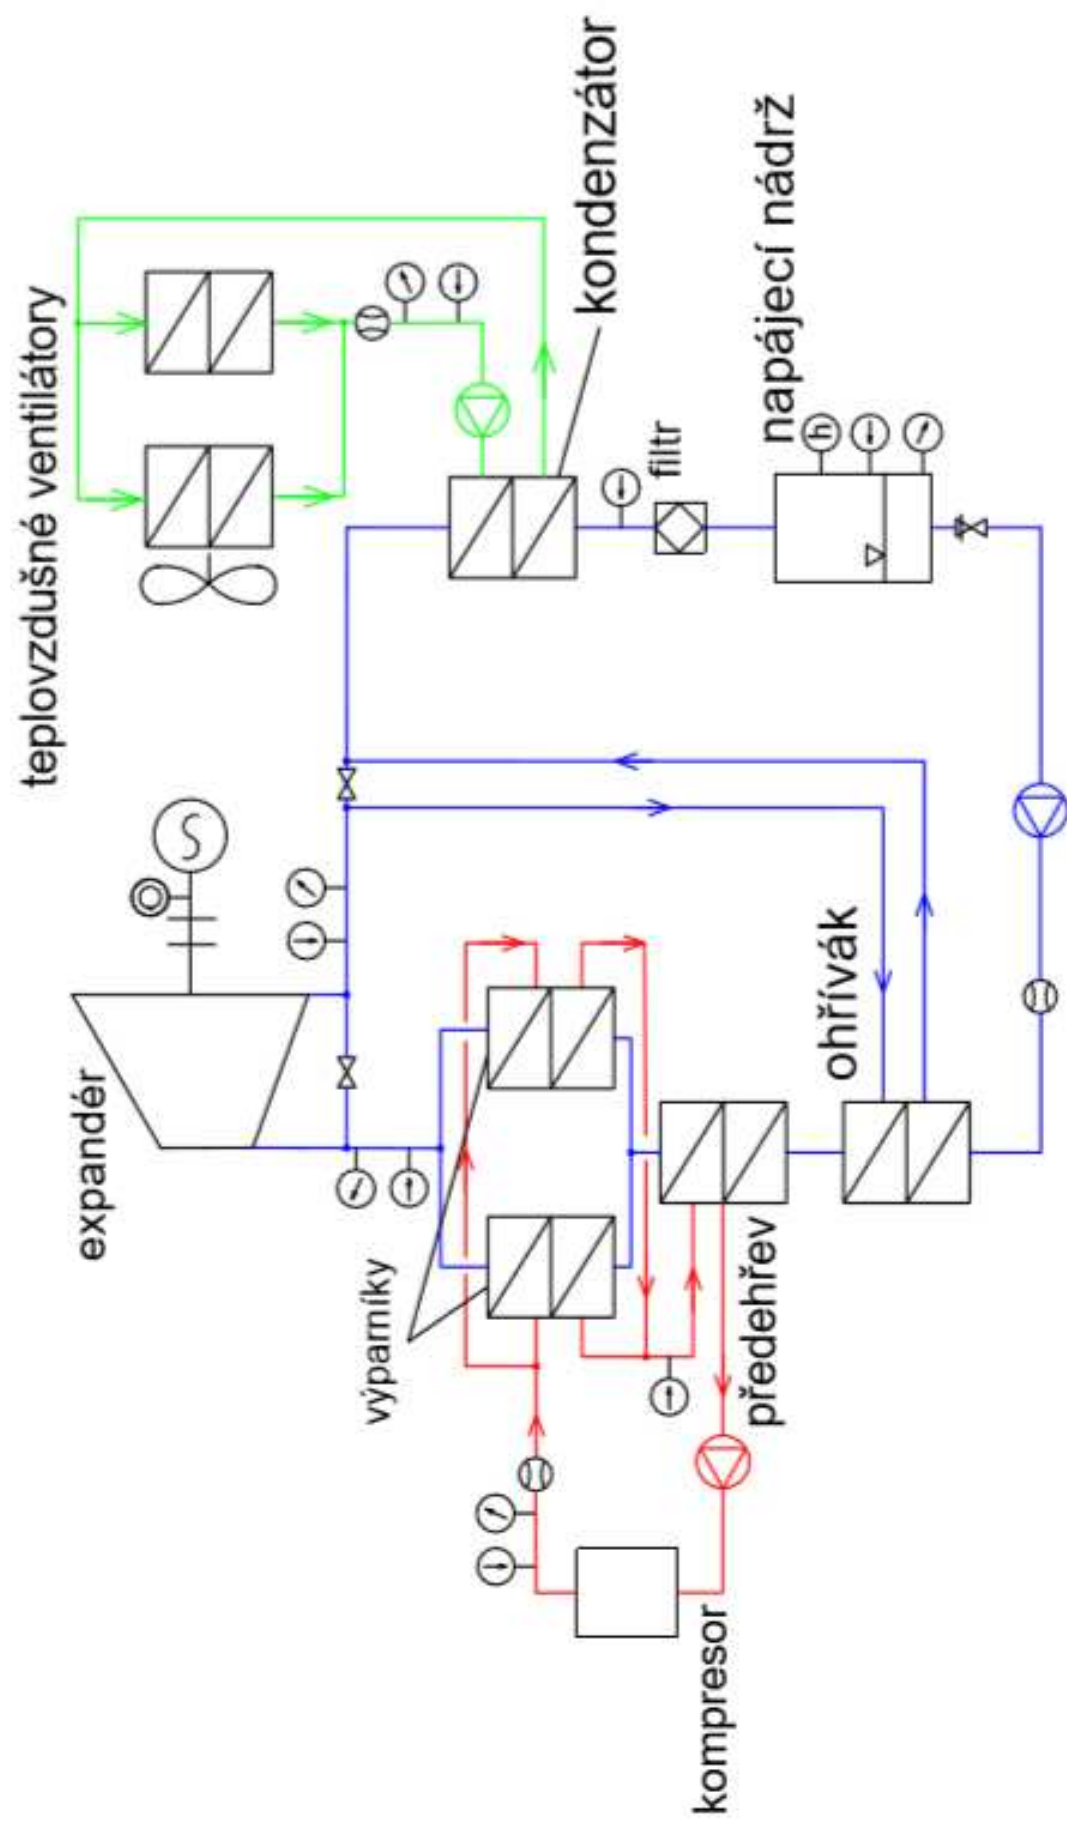 teplovzdušné ventilátory
expandér
výparníky
kondenzátor
filtr
kompresor
předehřev
napájecí nádrž
h
ohřívák